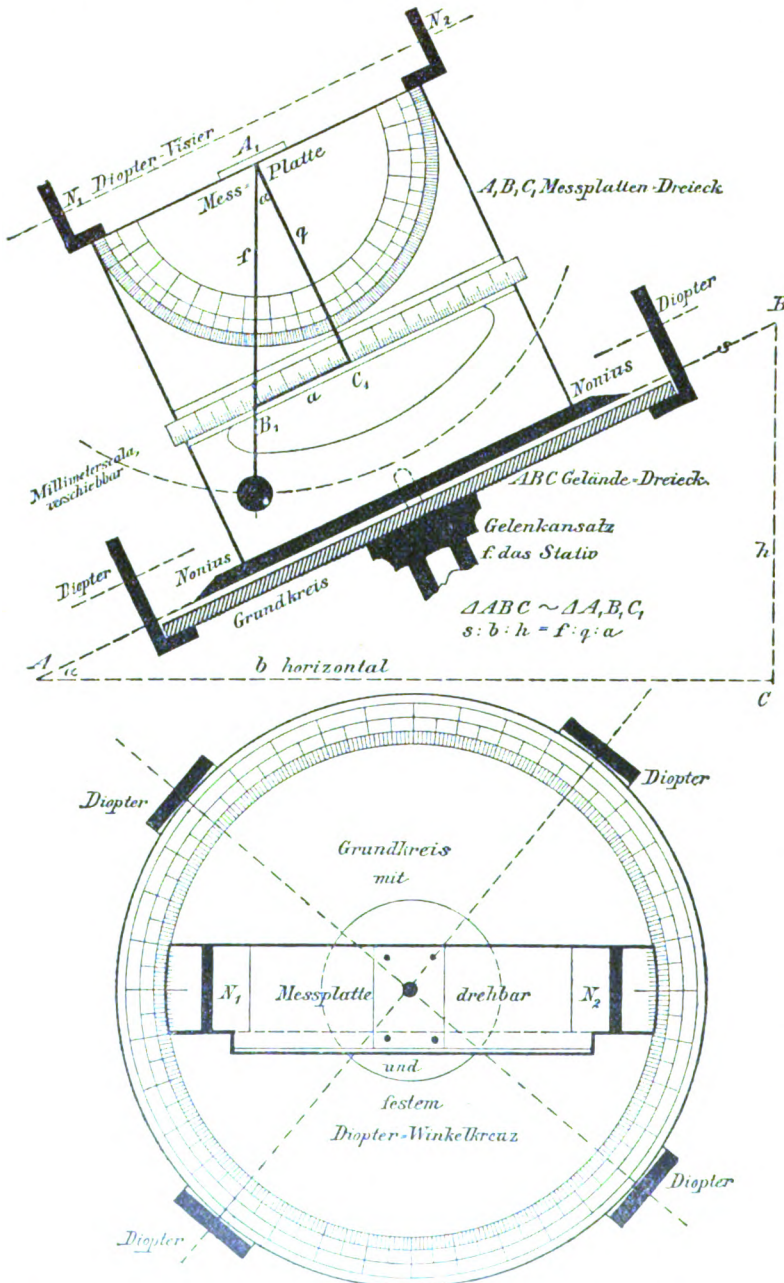 N₂
N₁ Diopter-Visier
A₁
Mess-Platte
α
f
q
A₁B₁C₁ Messplatten-Dreieck
Diopter
B
s
Nonius
C₁
a
B₁
Millimeterscala,
verschiebbar
ABC Gelände-Dreieck.
Gelenkansatz
f. das Stativ
h
Diopter
Nonius
Grundkreis
ΔABC ~ ΔA₁B₁C₁
s : b : h = f : q : a
A
α
b horizontal
C
Diopter
Diopter
Grundkreis
mit
N₁
Messplatte
drehbar
N₂
und
festem
Diopter-Winkelkreuz
Diopter
Diopter